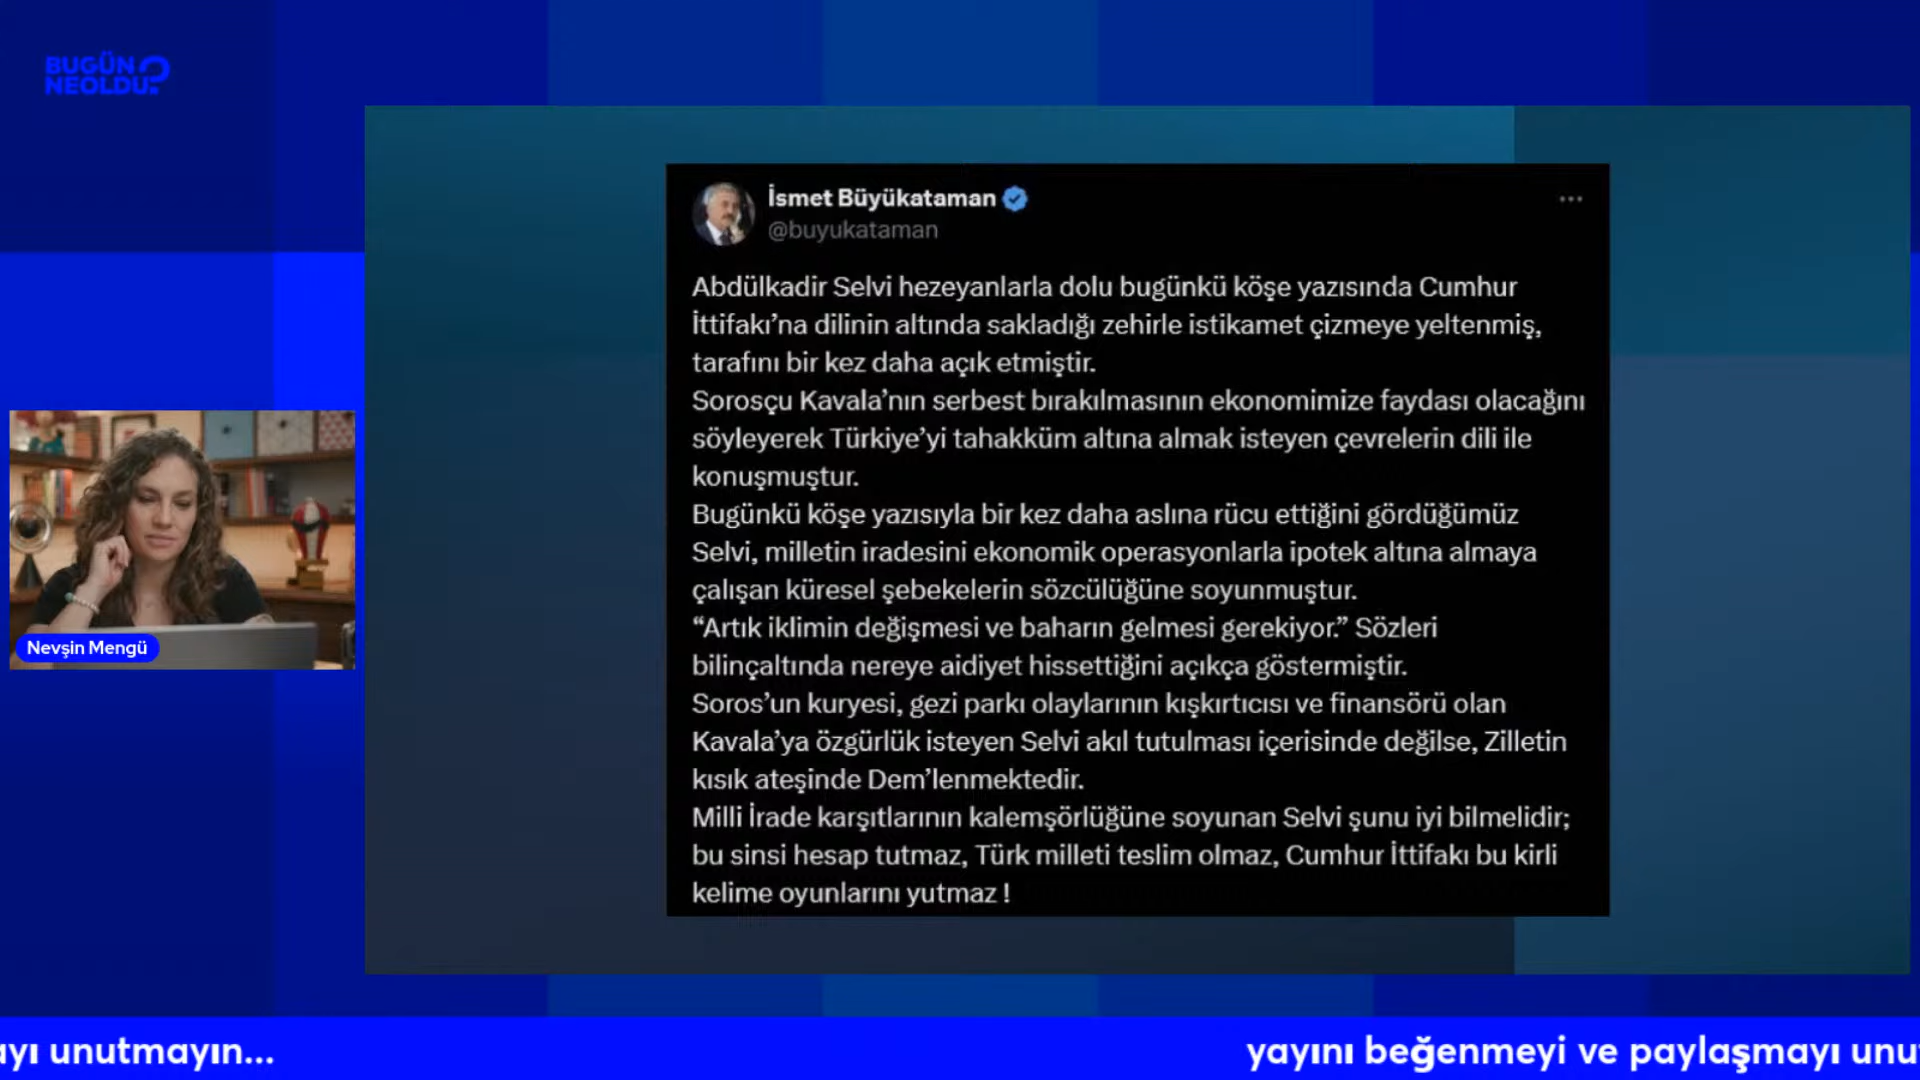 BUGÜN
NEOLDU?
İsmet Büyükataman
@buyukataman
Abdülkadir Selvi hezeyanlarla dolu bugünkü köşe yazısında Cumhur
İttifakı’na dilinin altında sakladığı zehirle istikamet çizmeye yeltenmiş,
tarafını bir kez daha açık etmiştir.
Sorosçu Kavala’nın serbest bırakılmasının ekonomimize faydası olacağını
söyleyerek Türkiye’yi tahakküm altına almak isteyen çevrelerin dili ile
konuşmuştur.
Bugünkü köşe yazısıyla bir kez daha aslına rücu ettiğini gördüğümüz
Selvi, milletin iradesini ekonomik operasyonlarla ipotek altına almaya
çalışan küresel şebekelerin sözcülüğüne soyunmuştur.
“Artık iklimin değişmesi ve baharın gelmesi gerekiyor.” Sözleri
bilinçaltında nereye aidiyet hissettiğini açıkça göstermiştir.
Soros’un kuryesi, gezi parkı olaylarının kışkırtıcısı ve finansörü olan
Kavala’ya özgürlük isteyen Selvi akıl tutulması içerisinde değilse, Zilletin
kısık ateşinde Dem’lenmektedir.
Milli İrade karşıtlarının kalemşörlüğüne soyunan Selvi şunu iyi bilmelidir;
bu sinsi hesap tutmaz, Türk milleti teslim olmaz, Cumhur İttifakı bu kirli
kelime oyunlarını yutmaz !
Nevşin Mengü
ayı unutmayın...
yayını beğenmeyi ve paylaşmayı unut